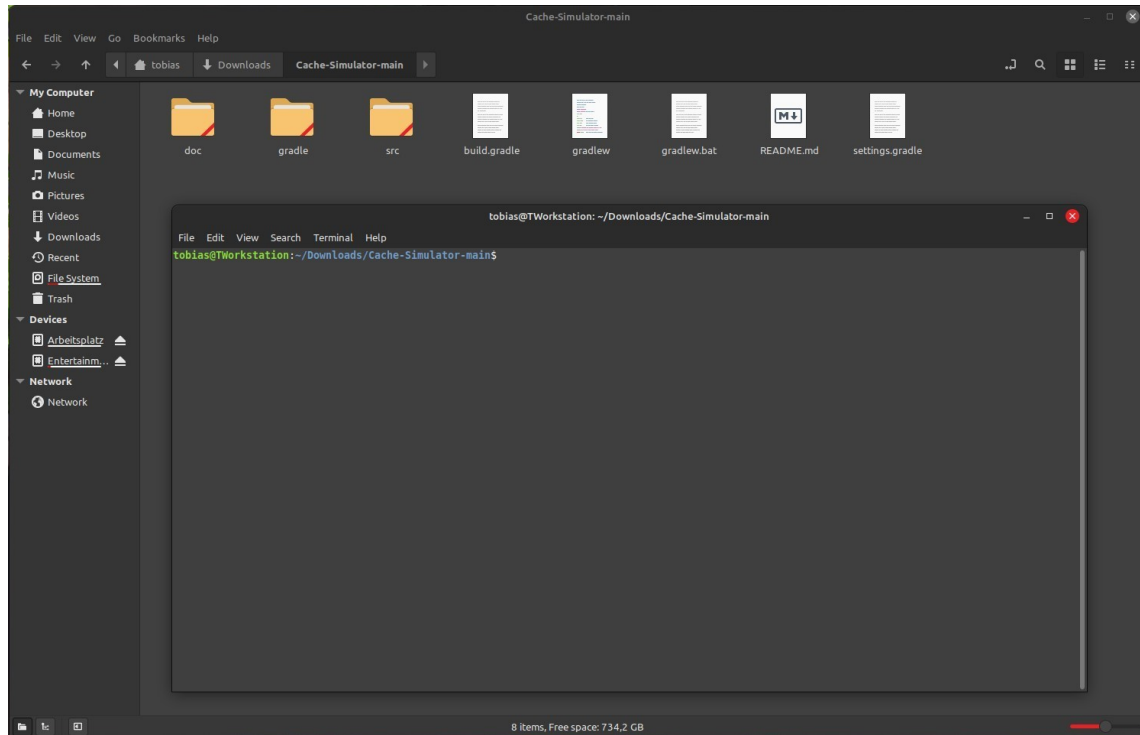 Cache-Simulator-main
File Edit View Go Bookmarks Help
tobias Downloads Cache-Simulator-main
My Computer
Home
Desktop
Documents
Music
Pictures
Videos
Downloads
Recent
File System
Trash
Devices
Arbeitsplatz
Entertainm...
Network
Network
doc gradle src build.gradle gradlew gradlew.bat README.md settings.gradle
tobias@TWorkstation: ~/Downloads/Cache-Simulator-main
File Edit View Search Terminal Help
tobias@TWorkstation:~/Downloads/Cache-Simulator-main$
8 items, Free space: 734,2 GB